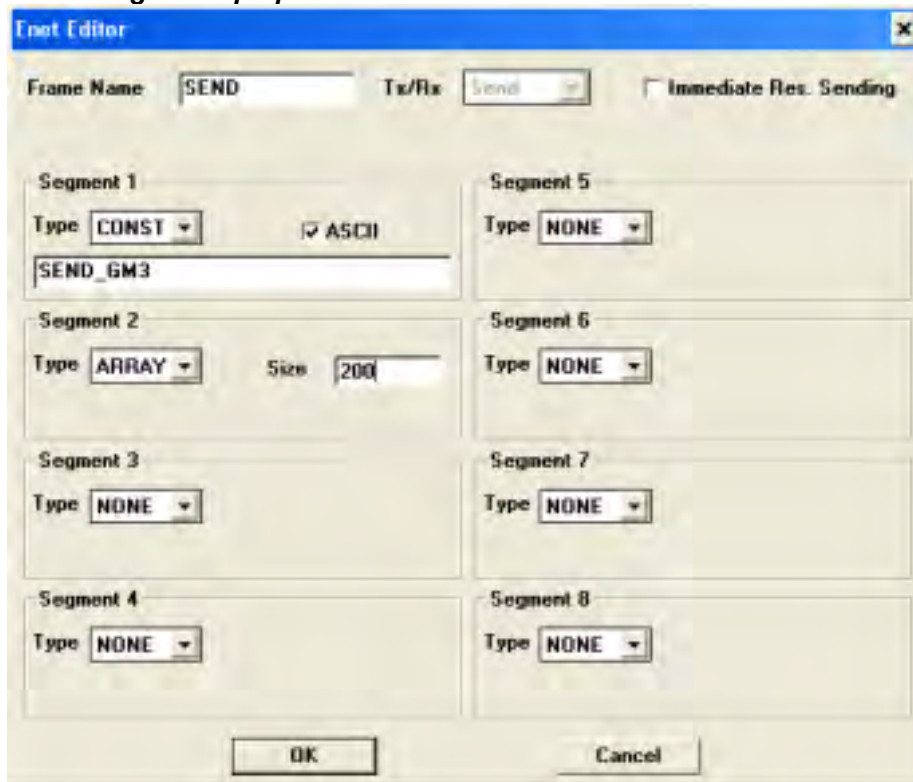 Enet Editor
Frame Name SEND Tx/Rx Send Immediate Res. Sending
Segment 1
Type CONST ASCII
SEND_GM3
Segment 2
Type ARRAY Size 200
Segment 3
Type NONE
Segment 4
Type NONE
Segment 5
Type NONE
Segment 6
Type NONE
Segment 7
Type NONE
Segment 8
Type NONE
OK Cancel